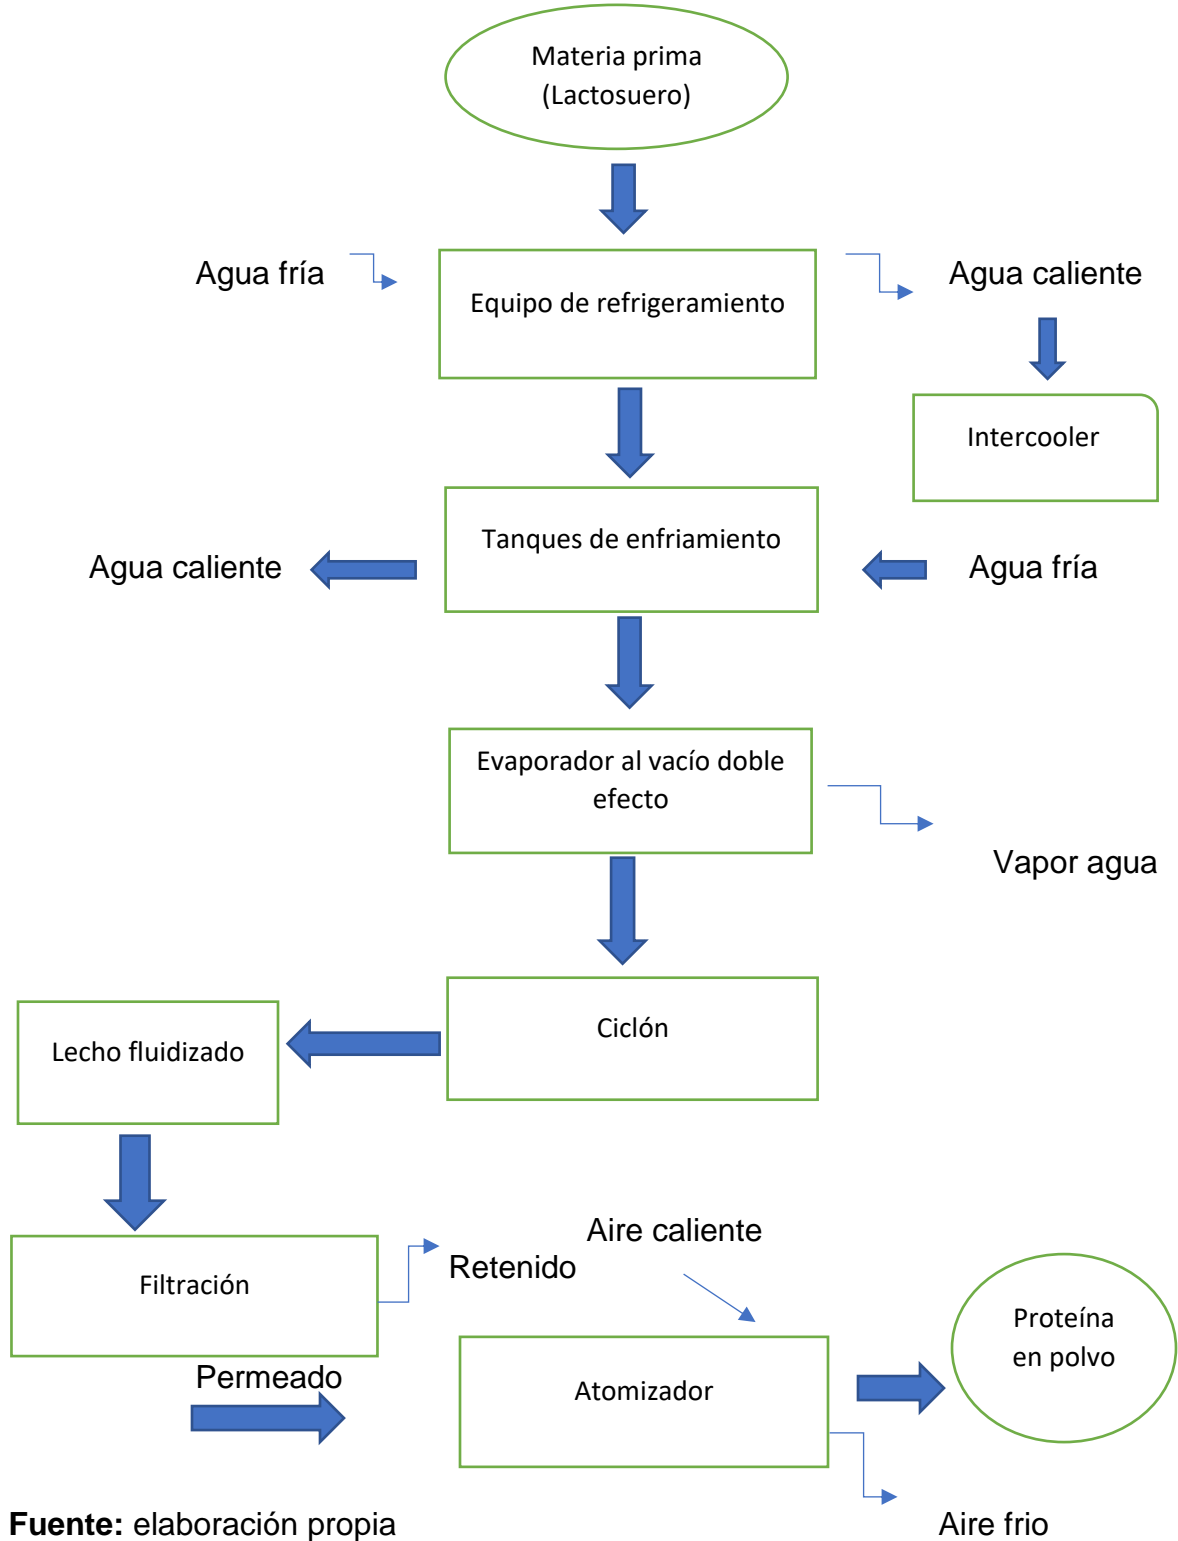 Materia prima
(Lactosuero)
Agua fría
Equipo de refrigeramiento
Agua caliente
Intercooler
Tanques de enfriamiento
Agua caliente
Agua fría
Evaporador al vacío doble
efecto
Vapor agua
Ciclón
Lecho fluidizado
Aire caliente
Retenido
Filtración
Proteína
en polvo
Permeado
Atomizador
Fuente: elaboración propia
Aire frio